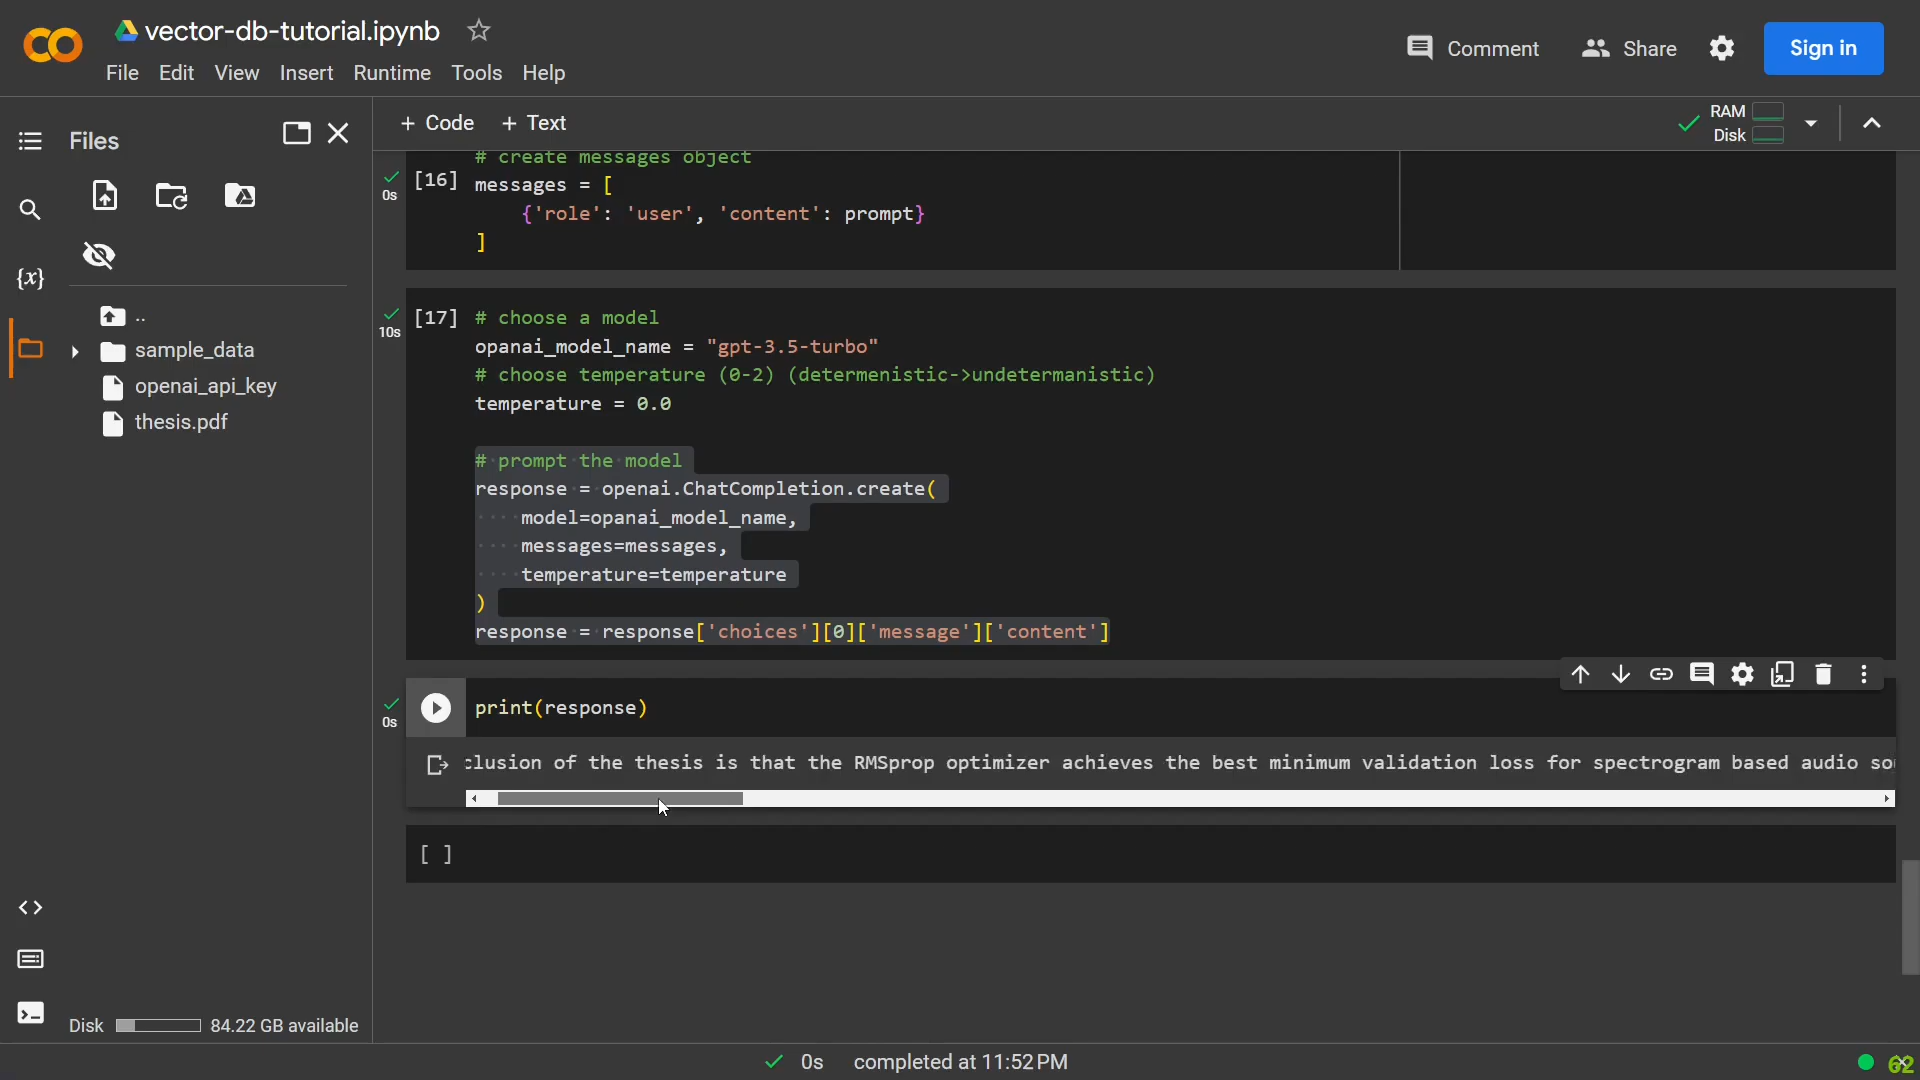 vector-db-tutorial.ipynb
File Edit View Insert Runtime Tools Help
Comment
Share
Sign in
Files
+ Code + Text
RAM
Disk
{x}
..
sample_data
openai_api_key
thesis.pdf
# create messages object
0s [16] messages = [
{'role': 'user', 'content': prompt}
]
10s [17] # choose a model
opanai_model_name = "gpt-3.5-turbo"
# choose temperature (0-2) (determenistic->undetermanistic)
temperature = 0.0
# prompt the model
response = openai.ChatCompletion.create(
model=opanai_model_name,
messages=messages,
temperature=temperature
)
response = response['choices'][0]['message']['content']
0s print(response)
clusion of the thesis is that the RMSprop optimizer achieves the best minimum validation loss for spectrogram based audio so
[ ]
Disk 84.22 GB available
0s completed at 11:52 PM
62